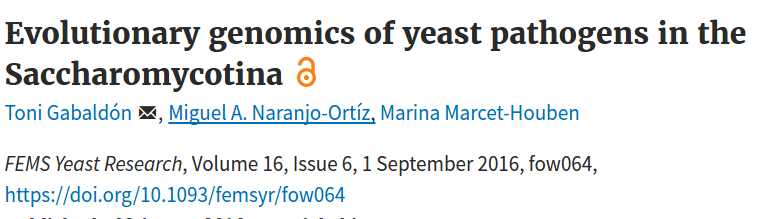 Evolutionary genomics of yeast pathogens in the
Saccharomycotina
Toni Gabaldón, Miguel A. Naranjo-Ortíz, Marina Marcet-Houben
FEMS Yeast Research, Volume 16, Issue 6, 1 September 2016, fow064,
https://doi.org/10.1093/femsyr/fow064